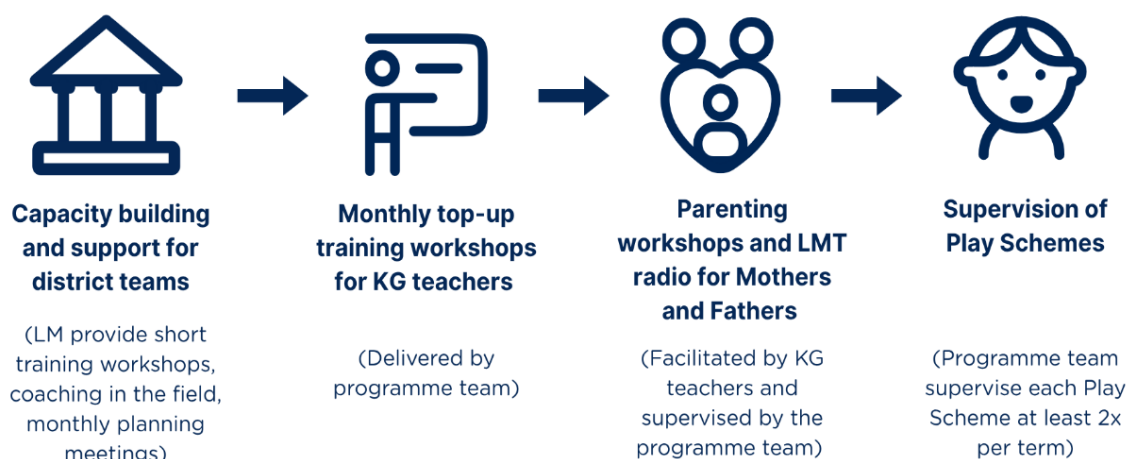 Capacity building
and support for
district teams
(LM provide short
training workshops,
coaching in the field,
monthly planning
meetings)
Monthly top-up
training workshops
for KG teachers
(Delivered by
programme team)
Parenting
workshops and LMT
radio for Mothers
and Fathers
(Facilitated by KG
teachers and
supervised by the
programme team)
Supervision of
Play Schemes
(Programme team
supervise each Play
Scheme at least 2x
per term)